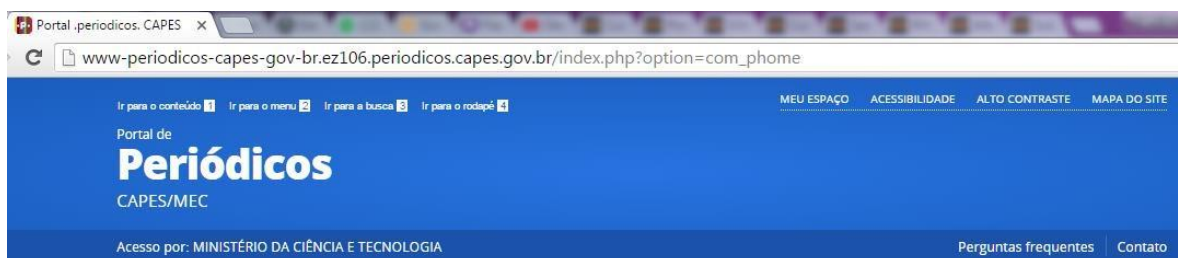 Portal .periodicos. CAPES
www-periodicos-capes-gov-br.ez106.periodicos.capes.gov.br/index.php?option=com_phome
Ir para o conteúdo 1 Ir para o menu 2 Ir para a busca 3 Ir para o rodapé 4
MEU ESPAÇO ACESSIBILIDADE ALTO CONTRASTE MAPA DO SITE
Portal de
Periódicos
CAPES/MEC
Acesso por: MINISTÉRIO DA CIÊNCIA E TECNOLOGIA
Perguntas frequentes Contato